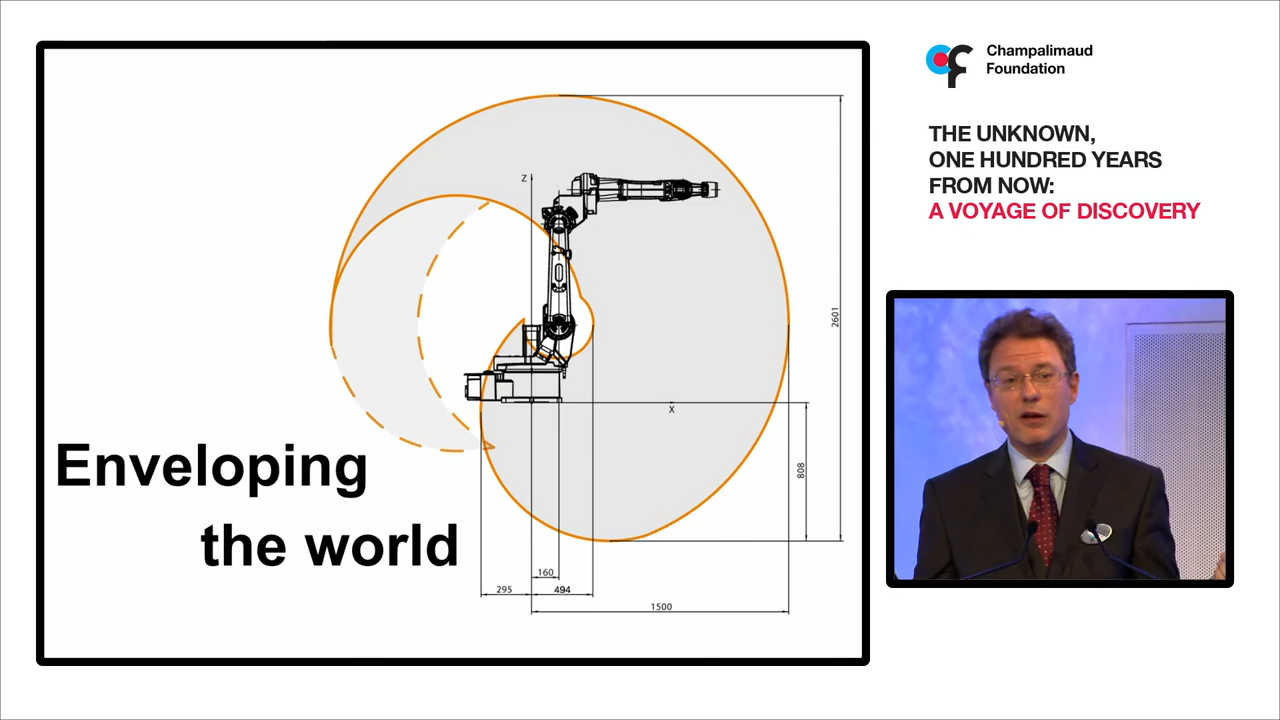 Champalimaud
Foundation
THE UNKNOWN,
ONE HUNDRED YEARS
FROM NOW:
A VOYAGE OF DISCOVERY
Z
X
2601
808
160
295
494
1500
Enveloping
the world